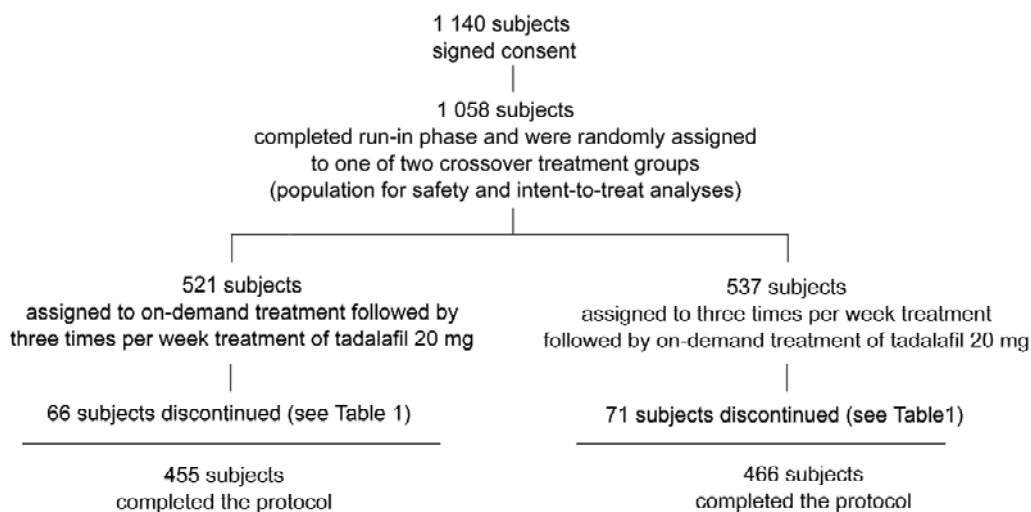 1 140 subjects
signed consent
1 058 subjects
completed run-in phase and were randomly assigned
to one of two crossover treatment groups
(population for safety and intent-to-treat analyses)
521 subjects
assigned to on-demand treatment followed by
three times per week treatment of tadalafil 20 mg
537 subjects
assigned to three times per week treatment
followed by on-demand treatment of tadalafil 20 mg
66 subjects discontinued (see Table 1)
71 subjects discontinued (see Table1)
455 subjects
completed the protocol
466 subjects
completed the protocol